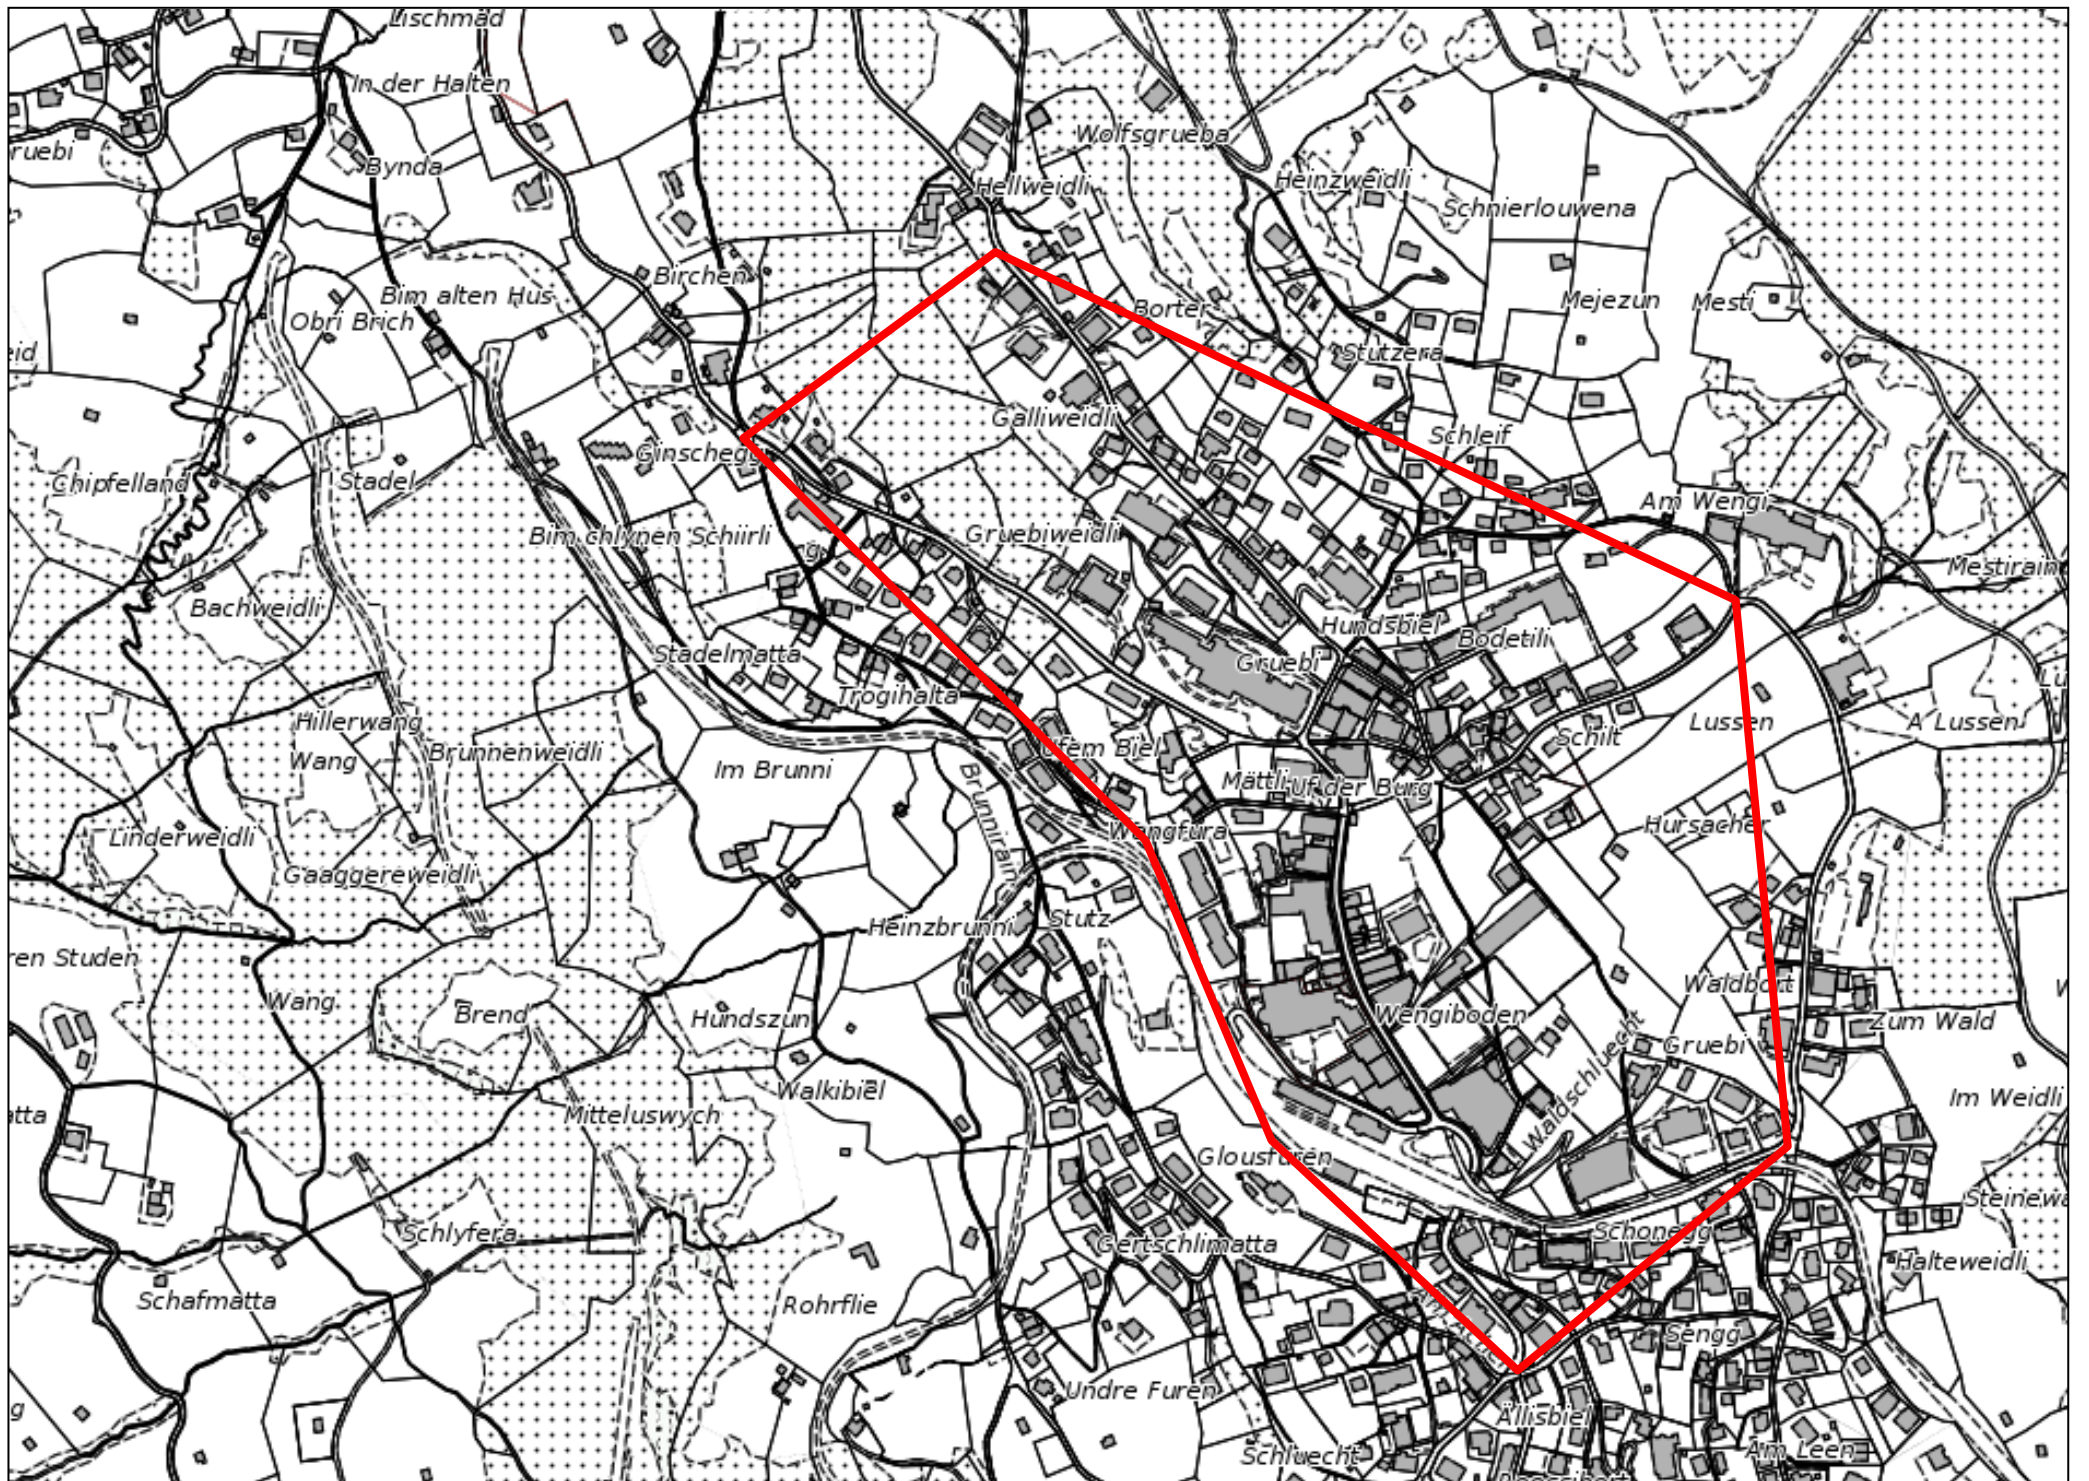 Lischmad
In der Halten
Wolfsgrueba
ruebi
Bynda
Hellweidli
Heinzweidli
Schnierlouwena
Birchen
Bim alten Hus
Mejezun
Mesti
Borter
Obri Brich
eid
Stutzera
Galliweidli
Schleif
Ginschegg
Chipfelland
Stadel
Am Wengi
Bim chlynen Schiirli
g
Gruebiweidli
Mestirain
Bachweidli
Hundsbiel
Bodetili
Stadelmatta
Gruebi
Lu
Trogihalta
Hillerwang
Lussen
A Lussen
Brunnenweidli
Ufem Biel
Schilt
Wang
Im Brunni
Mättli
Uf der Burg
Brunnirain
Linderweidli
Wangfura
Hursacher
Gaaggereweidli
Heinzbrunni
Stutz
ren Studen
Waldbort
W
Wang
Brend
Hundszun
Wengiboden
Zum Wald
Gruebi
Waldschluecht
Walkibiel
Im Weidli
atta
Mitteluswych
Glousfuren
Steinewa
Schlyfera
Schonegg
Gertschlimatta
Halteweidli
Schafmatta
Rohrflie
Sengg
Undre Furen
g
Ällisbiel
Schluecht
Am Leen